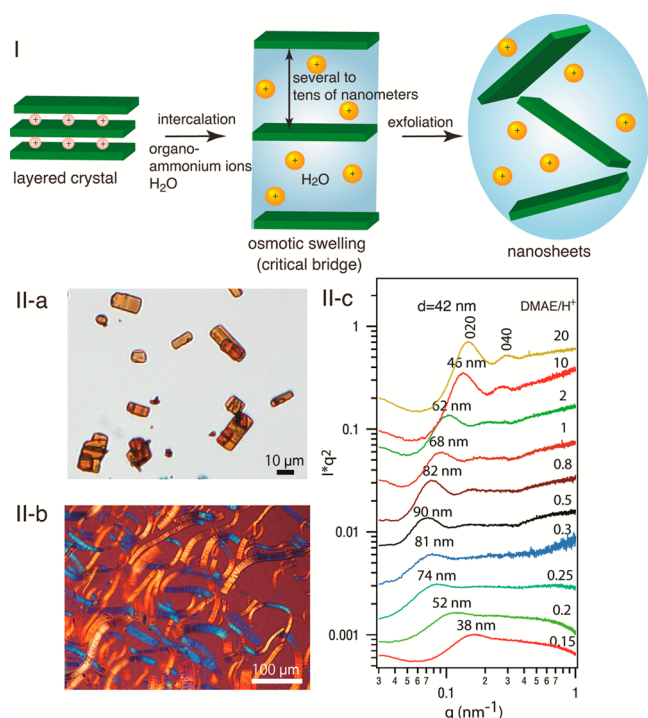 I
several to
tens of nanometers
intercalation
organo-
ammonium ions
H₂O
exfoliation
layered crystal
H₂O
osmotic swelling
(critical bridge)
nanosheets
II-a
10 µm
II-b
100 µm
II-c
d=42 nm
DMAE/H⁺
020
040
1
20
46 nm
10
62 nm
2
0.1
68 nm
1
82 nm
0.8
I*q²
90 nm
0.5
0.01
81 nm
0.3
74 nm
0.25
52 nm
0.2
38 nm
0.001
0.15
3 4 5 6 7 2 3 4 5 6 7
0.1 1
q (nm⁻¹)